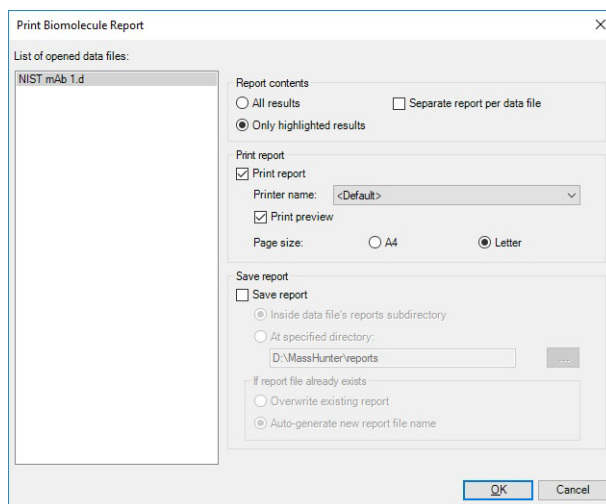 Print Biomolecule Report
List of opened data files:
NIST mAb 1.d
Report contents
All results
Separate report per data file
Only highlighted results
Print report
Print report
Printer name: <Default>
Print preview
Page size: A4 Letter
Save report
Save report
Inside data file's reports subdirectory
At specified directory:
D:\MassHunter\reports
...
If report file already exists
Overwrite existing report
Auto-generate new report file name
OK Cancel